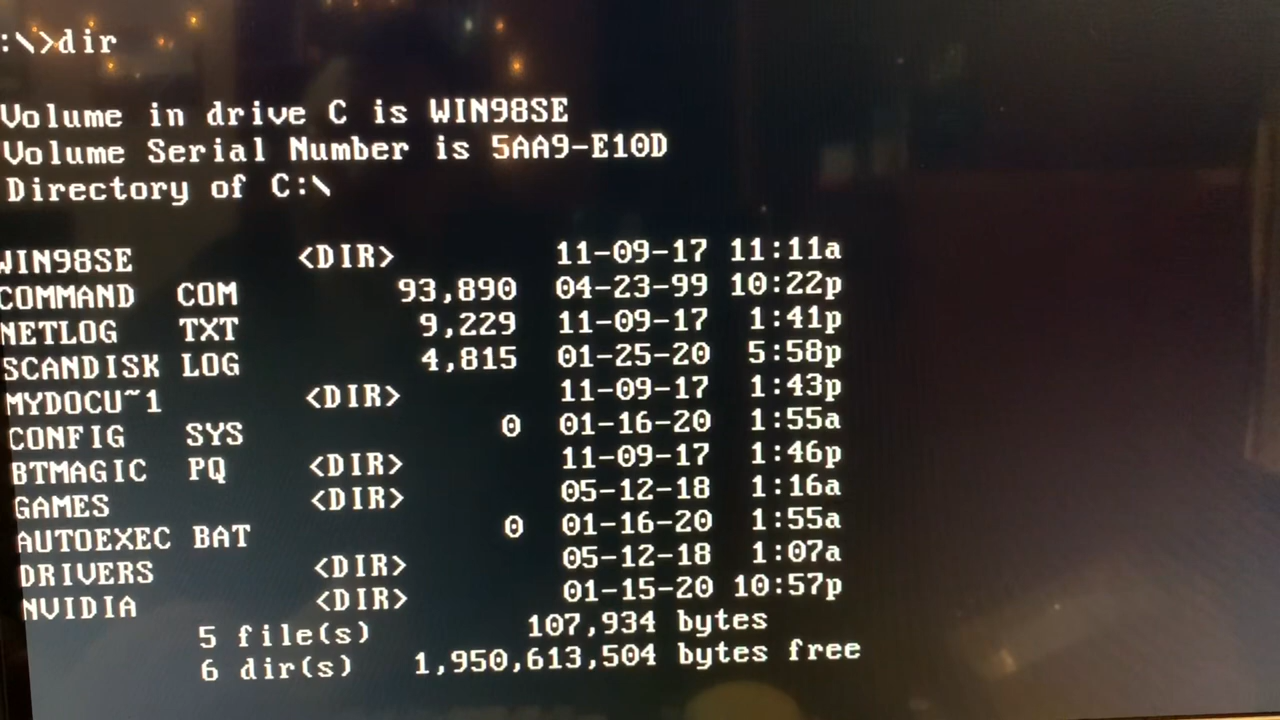 :\>dir
Volume in drive C is WIN98SE
Volume Serial Number is 5AA9-E10D
Directory of C:\
WIN98SE <DIR> 11-09-17 11:11a
COMMAND COM 93,890 04-23-99 10:22p
NETLOG TXT 9,229 11-09-17 1:41p
SCANDISK LOG 4,815 01-25-20 5:58p
MYDOCU~1 <DIR> 11-09-17 1:43p
CONFIG SYS 0 01-16-20 1:55a
BTMAGIC PQ <DIR> 11-09-17 1:46p
GAMES <DIR> 05-12-18 1:16a
AUTOEXEC BAT 0 01-16-20 1:55a
DRIVERS <DIR> 05-12-18 1:07a
NVIDIA <DIR> 01-15-20 10:57p
5 file(s) 107,934 bytes
6 dir(s) 1,950,613,504 bytes free